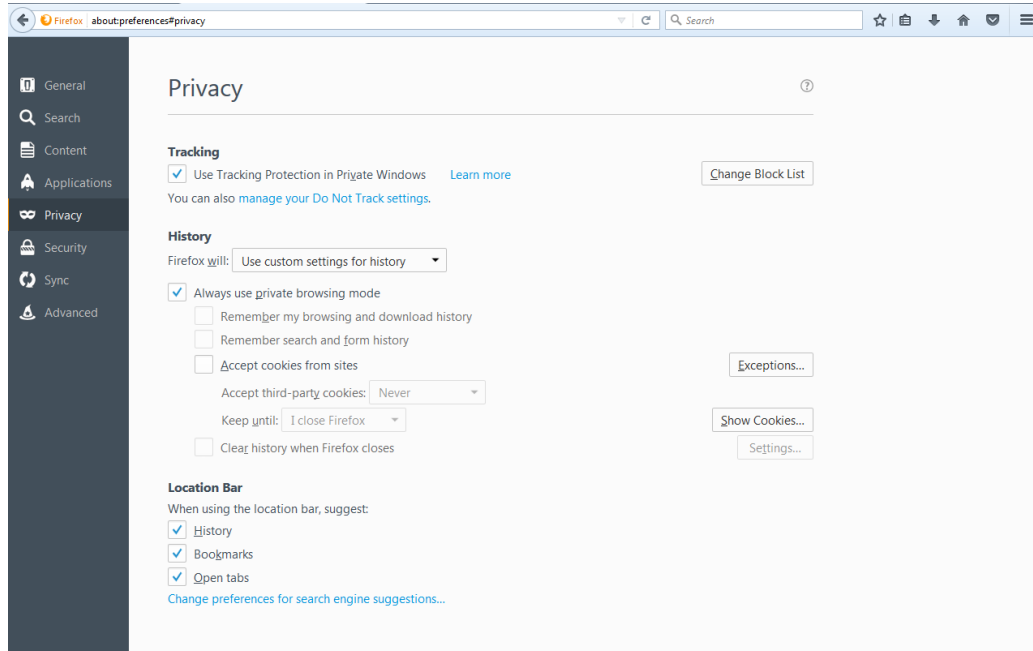 Firefox about:preferences#privacy Search
General
Search
Content
Applications
Privacy
Security
Sync
Advanced
Privacy
Tracking
Use Tracking Protection in Private Windows Learn more Change Block List
You can also manage your Do Not Track settings.
History
Firefox will: Use custom settings for history
Always use private browsing mode
Remember my browsing and download history
Remember search and form history
Accept cookies from sites Exceptions...
Accept third-party cookies: Never
Keep until: I close Firefox Show Cookies...
Clear history when Firefox closes Settings...
Location Bar
When using the location bar, suggest:
History
Bookmarks
Open tabs
Change preferences for search engine suggestions...